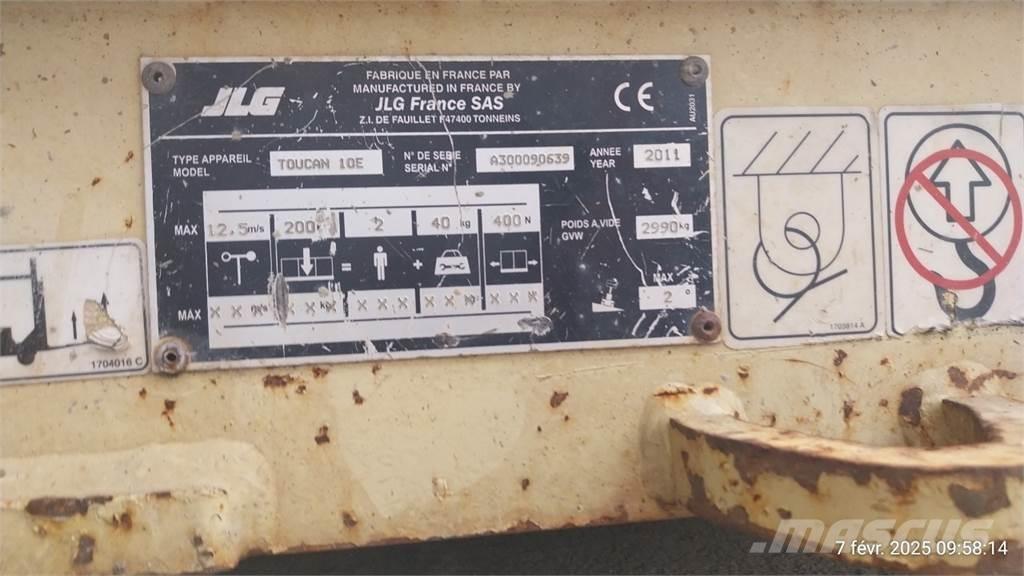 JLG
FABRIQUE EN FRANCE PAR
MANUFACTURED IN FRANCE BY
JLG France SAS
Z.I. DE FAUILLET F47400 TONNEINS
CE
AU2031
TYPE APPAREIL
MODEL
TOUCAN 10E
N° DE SERIE
SERIAL N°
A300090639
ANNEE
YEAR
2011
MAX
12.5 m/s
200
2
40 kg
400 N
=
+
POIDS A.VIDE
GVW
2990 kg
MAX
2 °
MAX
X X X
X X X
X X X
X X X
X X X
1704016 C
1703814 A
MASCUS
7 févr. 2025 09:58:14